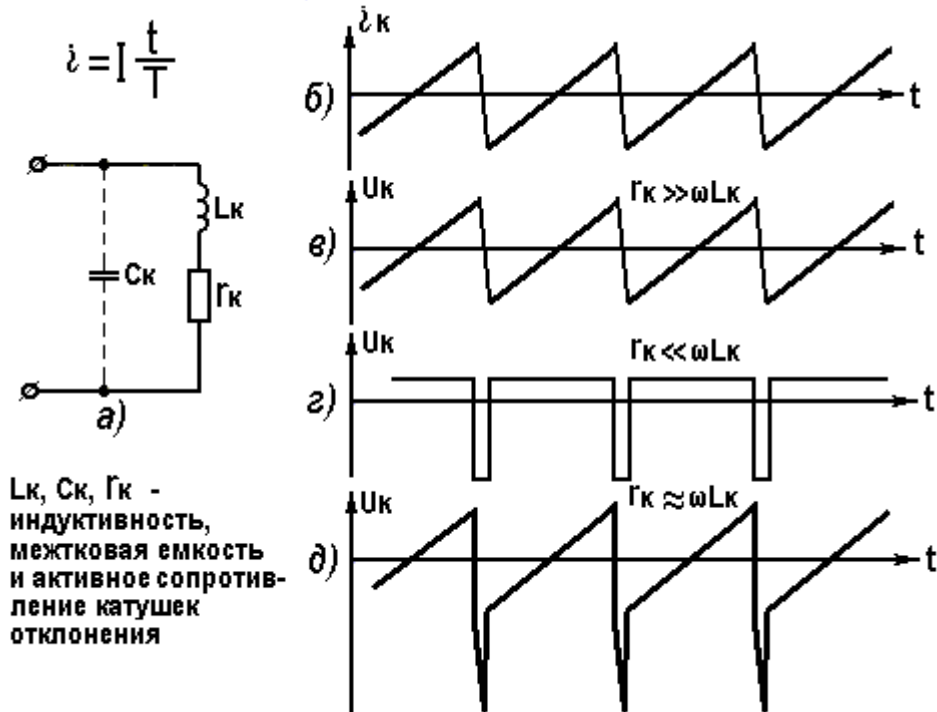 i = I t/T
iк
б)
t
Uк
rк >> ωLк
в)
t
Lк
Cк
rк
а)
Uк
rк << ωLк
г)
t
Lк, Cк, rк -
индуктивность,
межтковая емкость
и активное сопротив-
ление катушек
отклонения
Uк
rк ≈ ωLк
д)
t